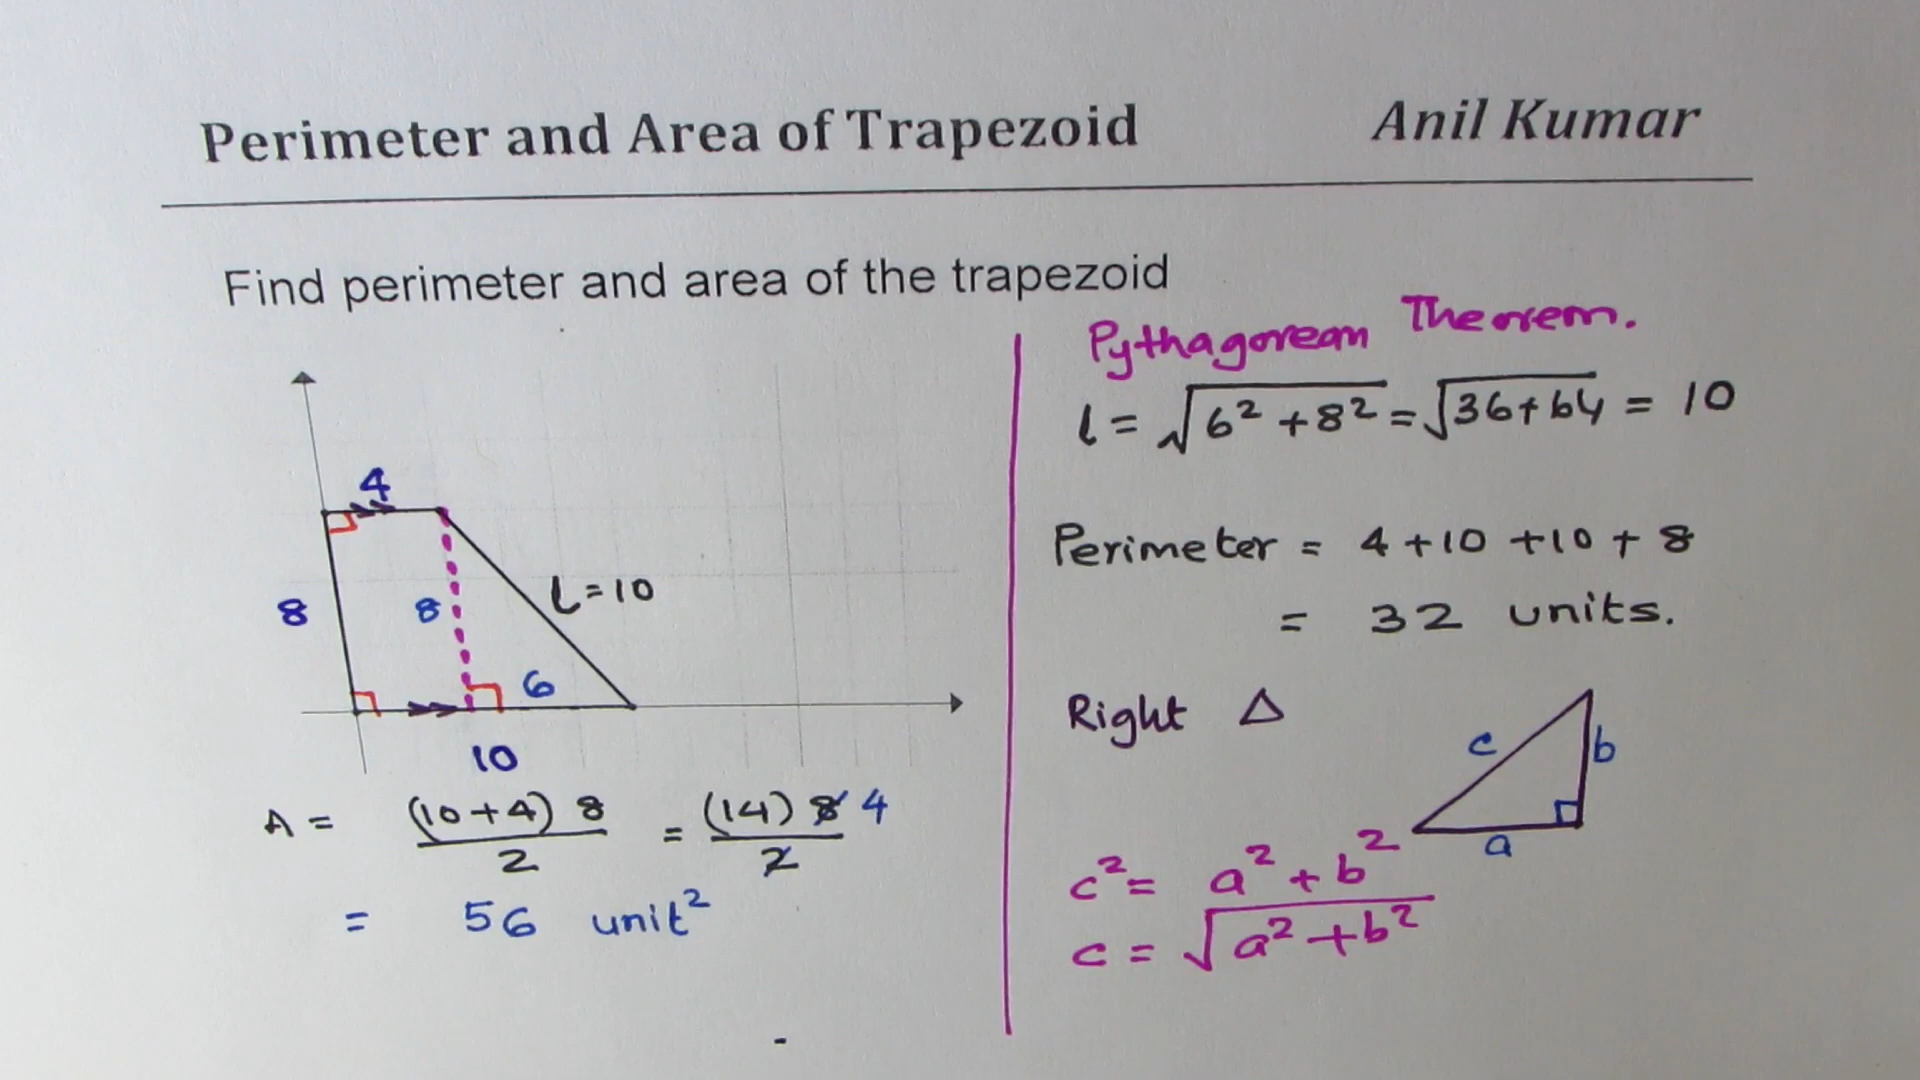 Perimeter and Area of Trapezoid Anil Kumar
Find perimeter and area of the trapezoid
4
8
8
L=10
6
10
A = (10+4) 8 / 2 = (14) 8 4 / 2
= 56 unit²
Pythagorean Theorem.
l = √6² + 8² = √36+64 = 10
Perimeter = 4+10+10+8
= 32 units.
Right Δ
c
b
a
c² = a² + b²
c = √a² + b²